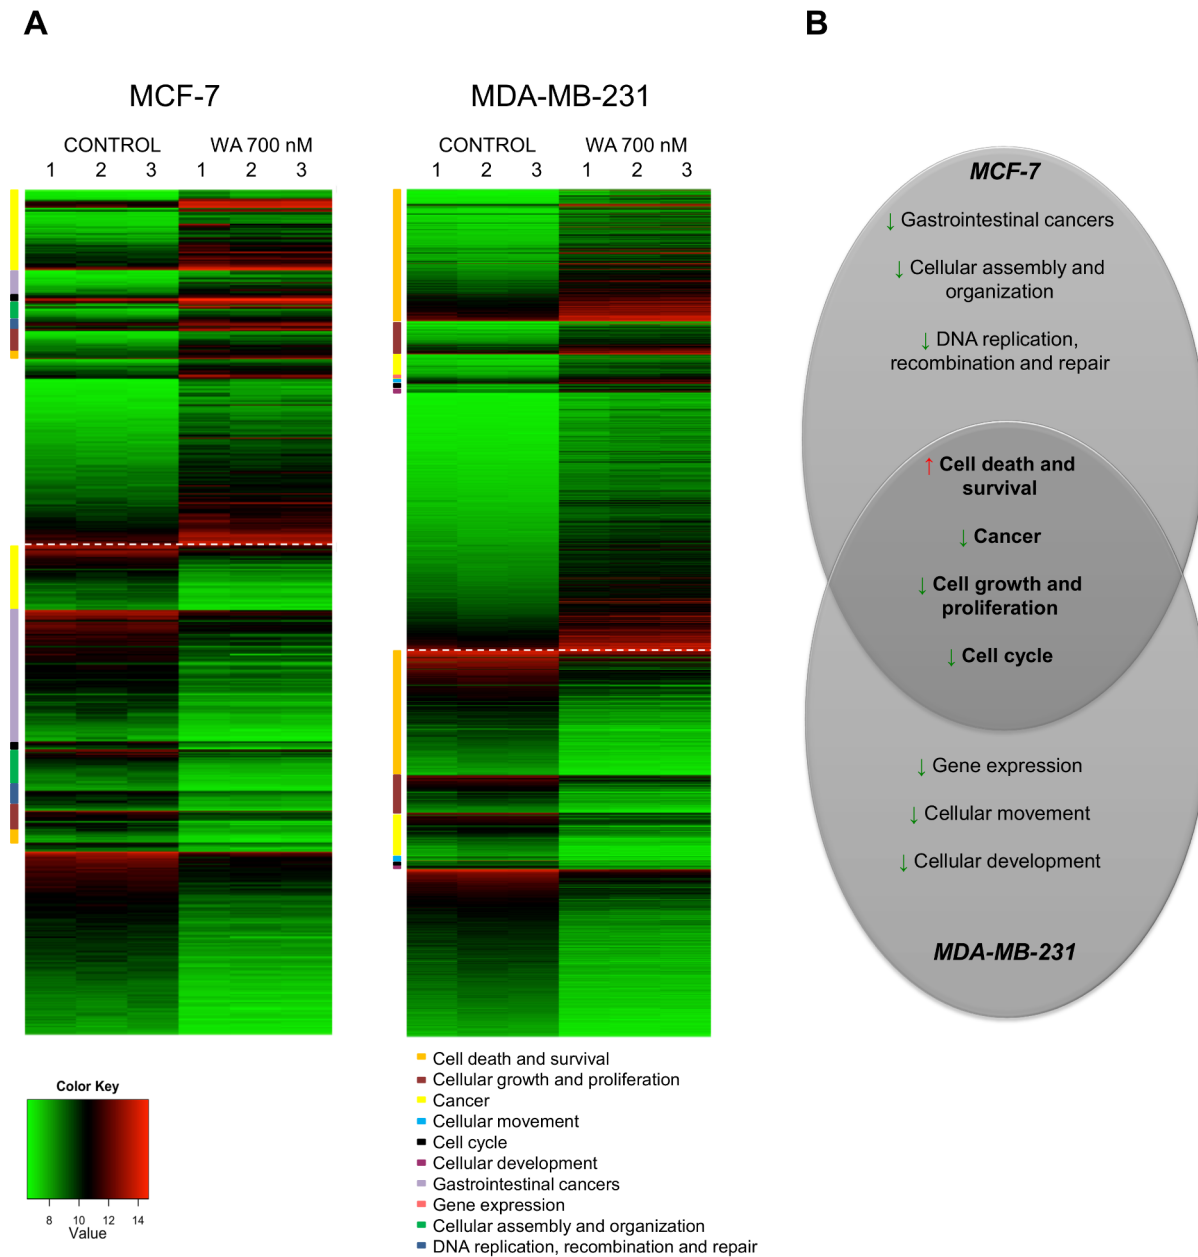 A
B
MCF-7
MDA-MB-231
CONTROL
WA 700 nM
1 2 3 1 2 3
CONTROL
WA 700 nM
1 2 3 1 2 3
MCF-7
↓ Gastrointestinal cancers
↓ Cellular assembly and
organization
↓ DNA replication,
recombination and repair
↑ Cell death and
survival
↓ Cancer
↓ Cell growth and
proliferation
↓ Cell cycle
↓ Gene expression
↓ Cellular movement
↓ Cellular development
MDA-MB-231
Color Key
8 10 12 14
Value
Cell death and survival
Cellular growth and proliferation
Cancer
Cellular movement
Cell cycle
Cellular development
Gastrointestinal cancers
Gene expression
Cellular assembly and organization
DNA replication, recombination and repair